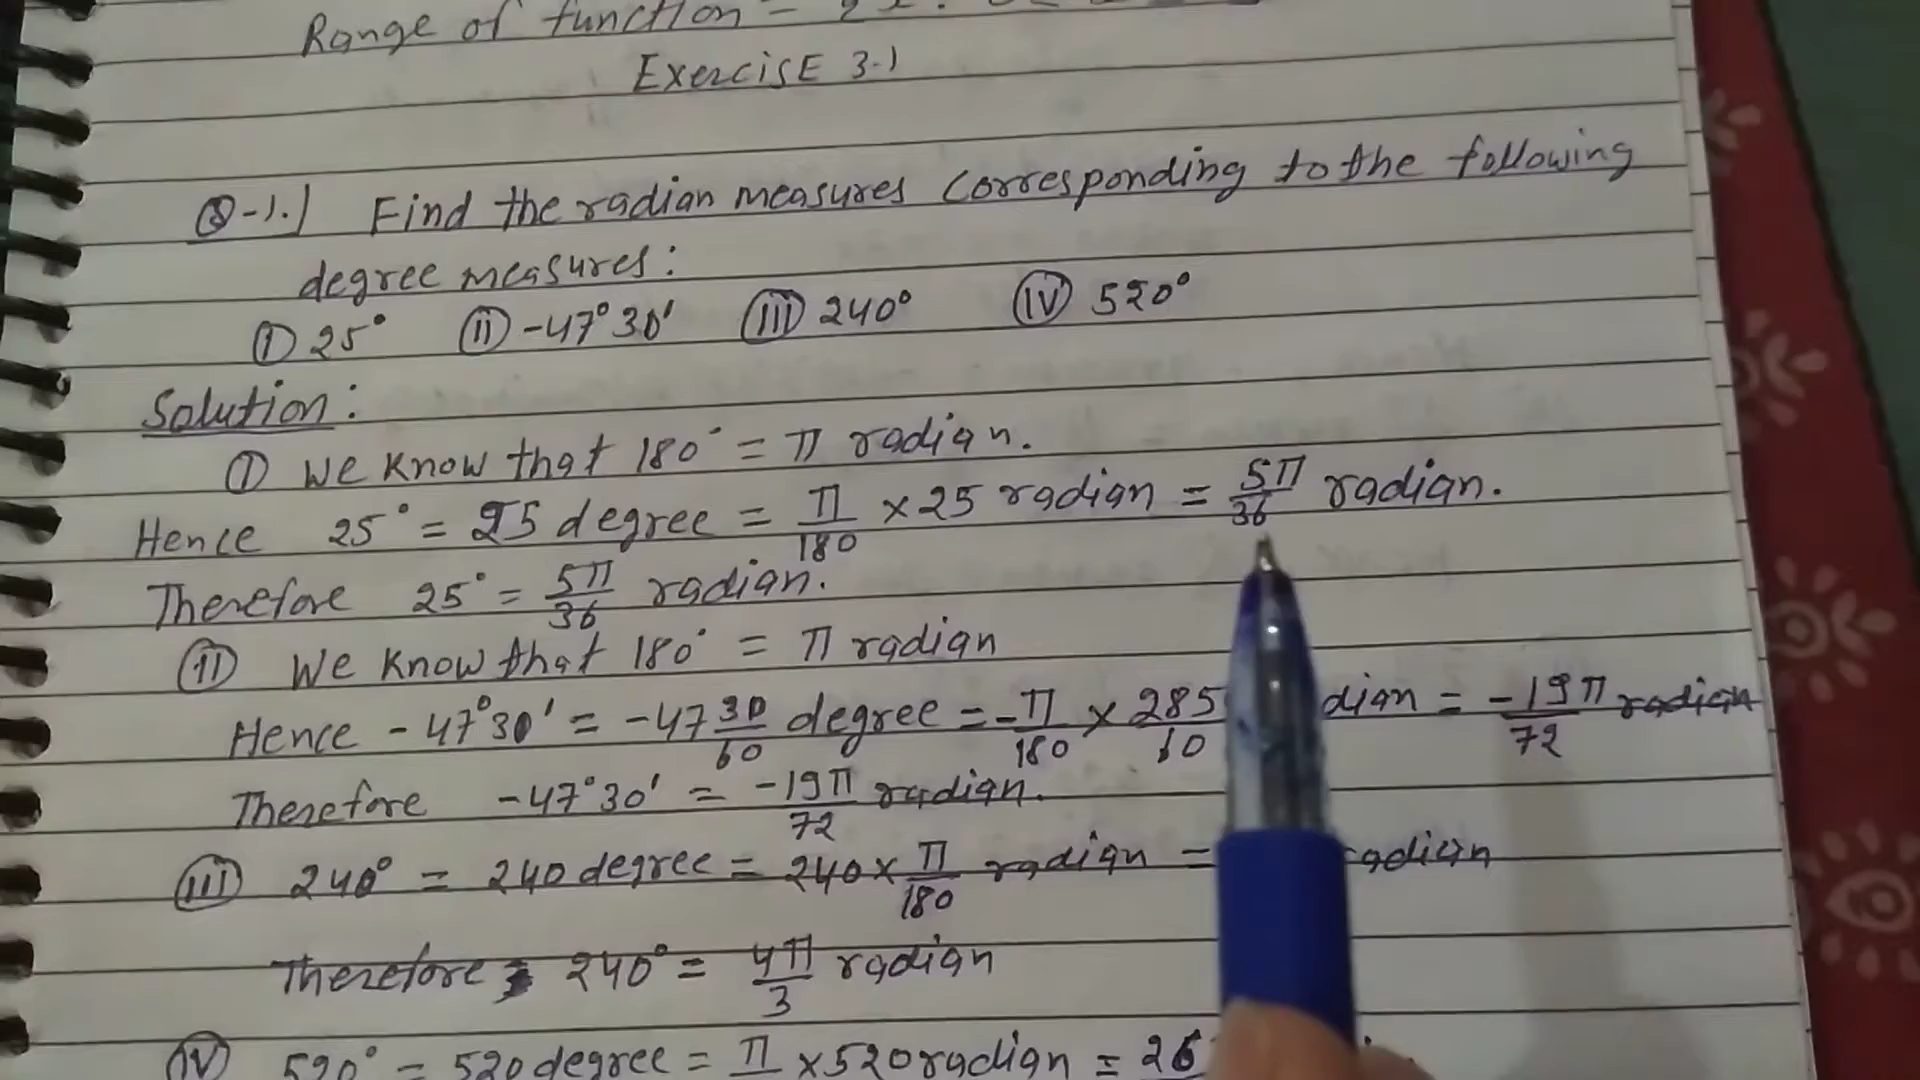 Range of function =
Exercise 3.1
Q-1.) Find the radian measures corresponding to the following
degree measures:
(i) 25° (ii) -47°30' (iii) 240° (iv) 520°
Solution:
(i) We know that 180° = π radian.
Hence 25° = 25 degree = π/180 × 25 radian = 5π/36 radian.
Therefore 25° = 5π/36 radian.
(ii) We know that 180° = π radian
Hence -47°30' = -47 30/60 degree = -π/180 × 285/60 dian = -19π/72 radian
Therefore -47°30' = -19π/72 radian.
(iii) 240° = 240 degree = 240 × π/180 radian = radian
Therefore 240° = 4π/3 radian
(iv) 520° = 520 degree = π × 520 radian = 26